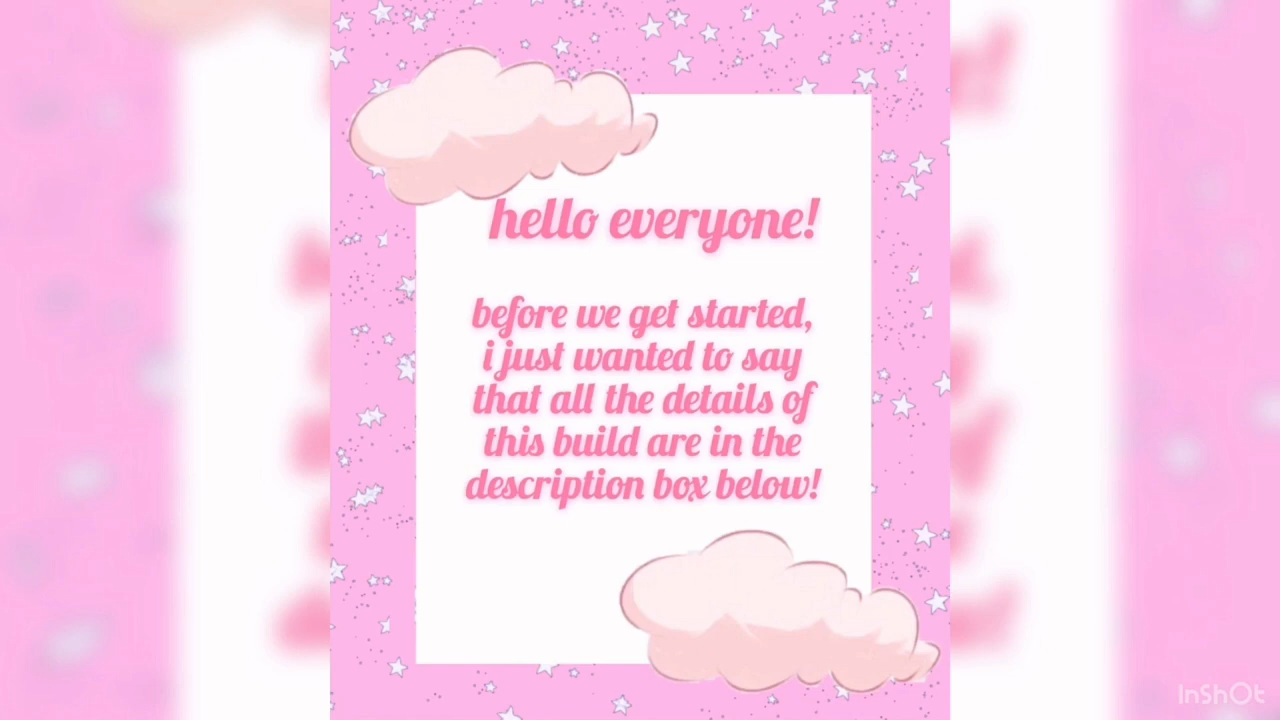 hello everyone!
before we get started,
i just wanted to say
that all the details of
this build are in the
description box below!
InShOt